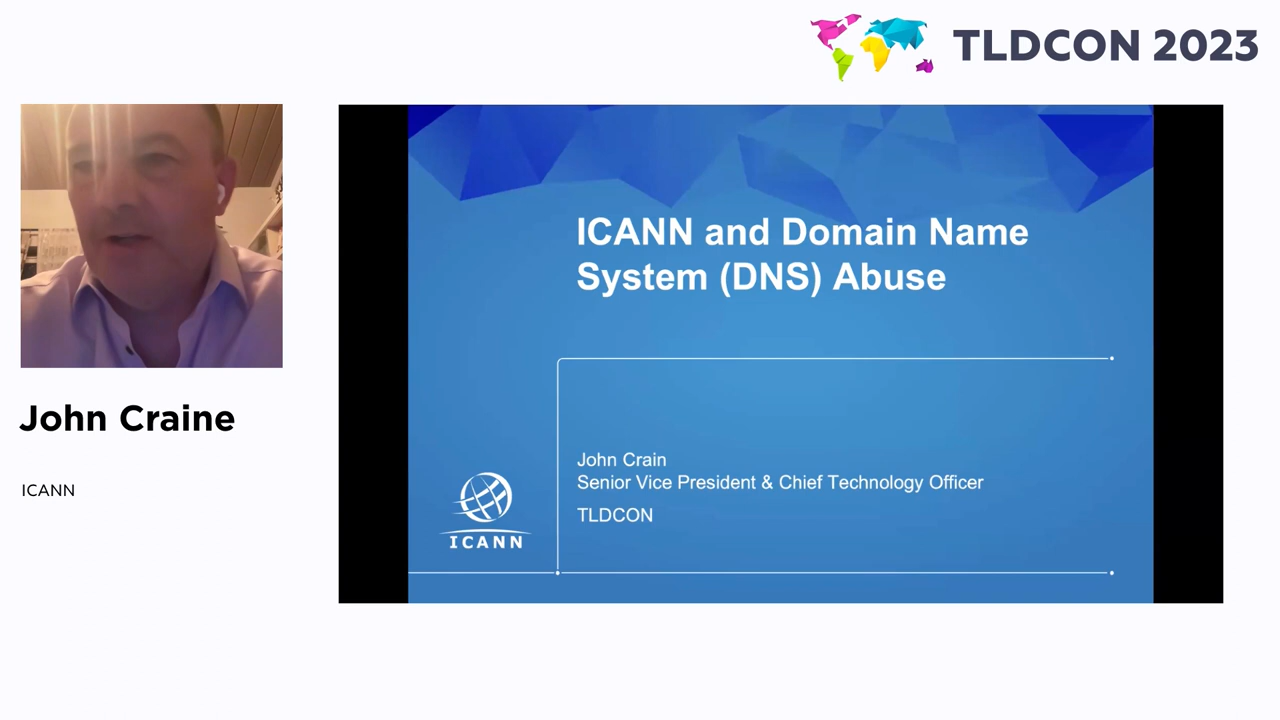 TLDCON 2023
John Craine
ICANN
ICANN and Domain Name
System (DNS) Abuse
John Crain
Senior Vice President & Chief Technology Officer
TLDCON
ICANN